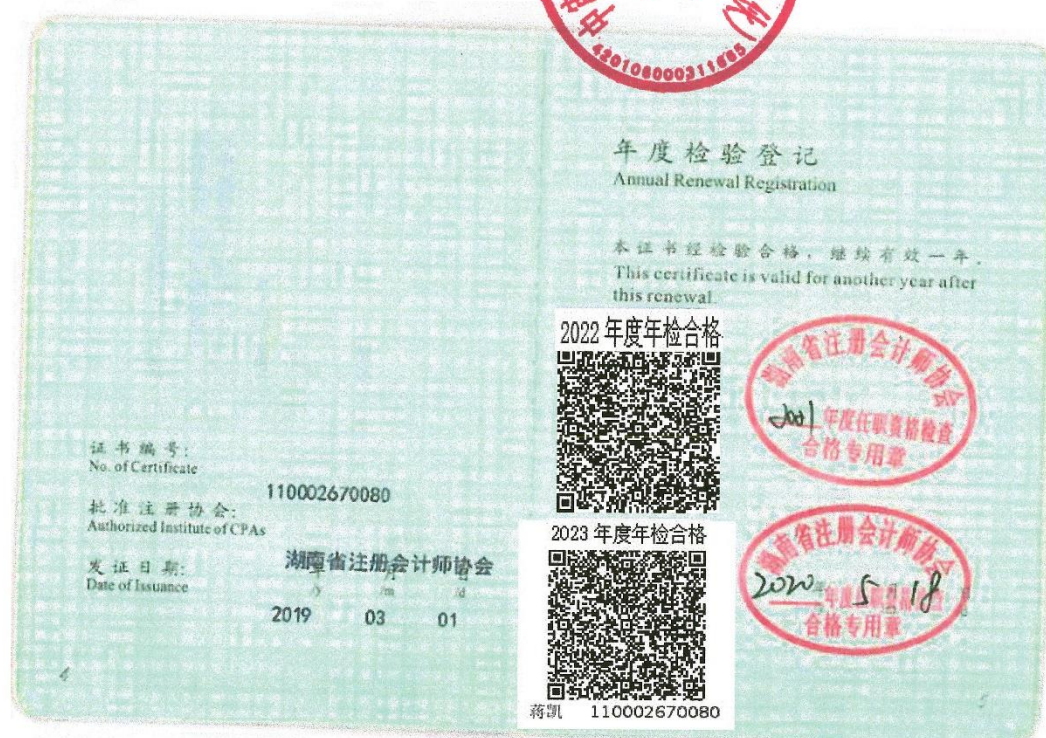 4201060003116
证书编号:
No. of Certificate
110002670080
批准注册协会:
Authorized Institute of CPAs
湖南省注册会计师协会
发证日期:
Date of Issuance
年 月 日
/y /m /d
2019 03 01
4
年度检验登记
Annual Renewal Registration
本证书经检验合格,继续有效一年.
This certificate is valid for another year after
this renewal.
2022 年度年检合格
湖南省注册会计师协会
2021 年度任职资格检查
合格专用章
2023 年度年检合格
湖南省注册会计师协会
2020 5 18
合格专用章
蒋凯 110002670080
5